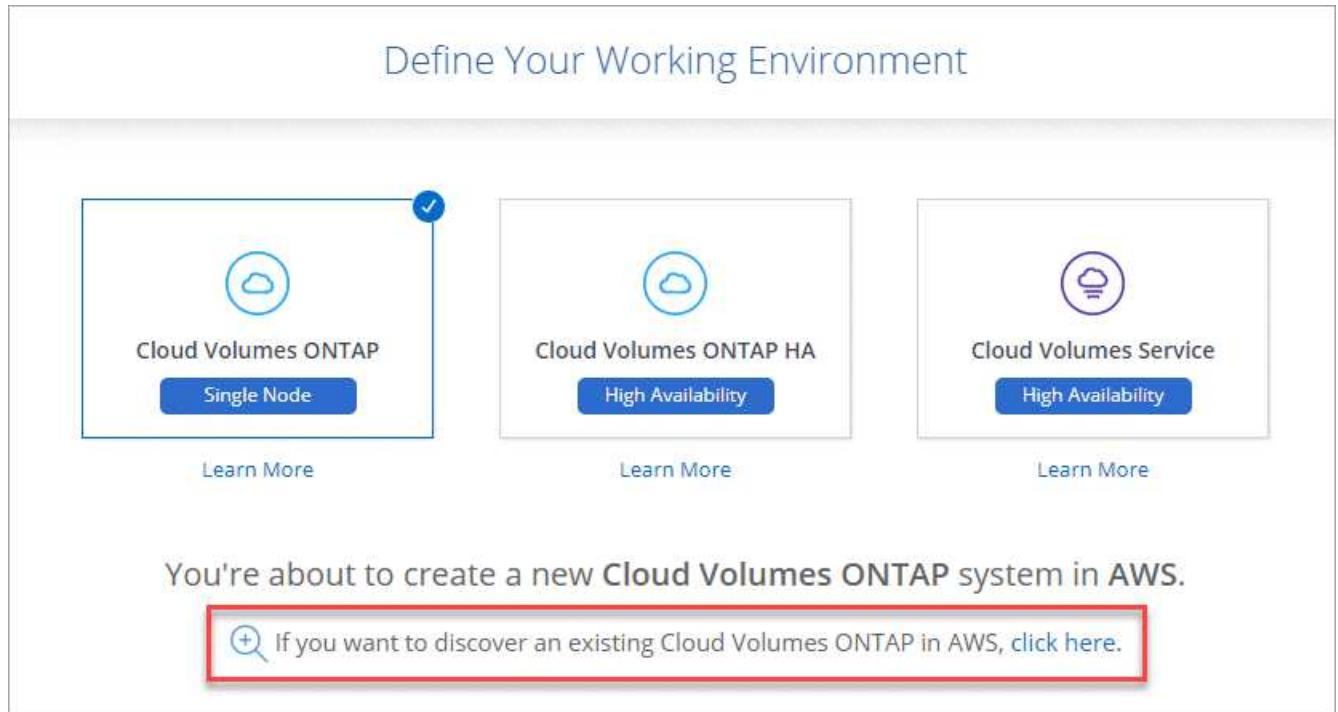 Define Your Working Environment
Cloud Volumes ONTAP
Single Node
Learn More
Cloud Volumes ONTAP HA
High Availability
Learn More
Cloud Volumes Service
High Availability
Learn More
You're about to create a new Cloud Volumes ONTAP system in AWS.
If you want to discover an existing Cloud Volumes ONTAP in AWS, click here.